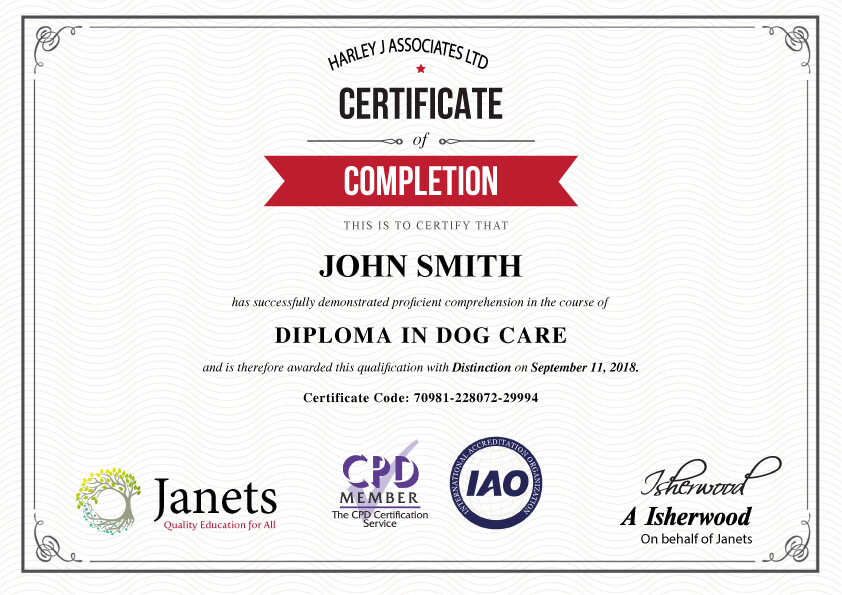 HARLEY J ASSOCIATES LTD
CERTIFICATE
of
COMPLETION
THIS IS TO CERTIFY THAT
JOHN SMITH
has successfully demonstrated proficient comprehension in the course of
DIPLOMA IN DOG CARE
and is therefore awarded this qualification with Distinction on September 11, 2018.
Certificate Code: 70981-228072-29994
Janets
Quality Education for All
CPD
MEMBER
The CPD Certification
Service
INTERNATIONAL ACCREDITATION ORGANIZATION
IAO
Isherwood
A Isherwood
On behalf of Janets